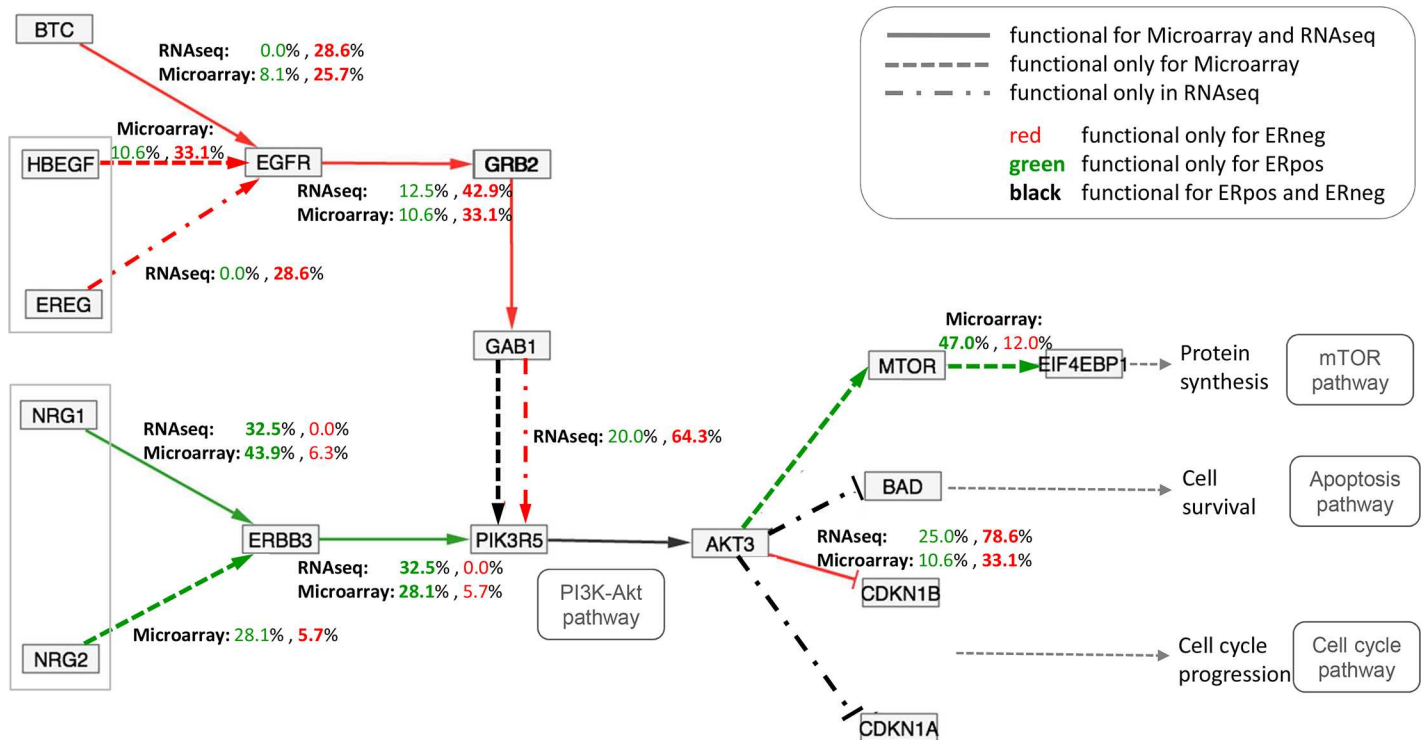 BTC
RNAseq: 0.0% , 28.6%
Microarray: 8.1% , 25.7%
functional for Microarray and RNAseq
functional only for Microarray
functional only in RNAseq
red functional only for ERneg
green functional only for ERpos
black functional for ERpos and ERneg
Microarray:
10.6% , 33.1%
HBEGF
EGFR
GRB2
RNAseq: 12.5% , 42.9%
Microarray: 10.6% , 33.1%
RNAseq: 0.0% , 28.6%
EREG
GAB1
Microarray:
47.0% , 12.0%
MTOR
EIF4EBP1
Protein
synthesis
mTOR
pathway
NRG1
RNAseq: 32.5% , 0.0%
Microarray: 43.9% , 6.3%
RNAseq: 20.0% , 64.3%
BAD
Cell
survival
Apoptosis
pathway
ERBB3
PIK3R5
AKT3
RNAseq: 25.0% , 78.6%
Microarray: 10.6% , 33.1%
CDKN1B
RNAseq: 32.5% , 0.0%
Microarray: 28.1% , 5.7%
PI3K-Akt
pathway
Microarray: 28.1% , 5.7%
NRG2
Cell cycle
progression
Cell cycle
pathway
CDKN1A